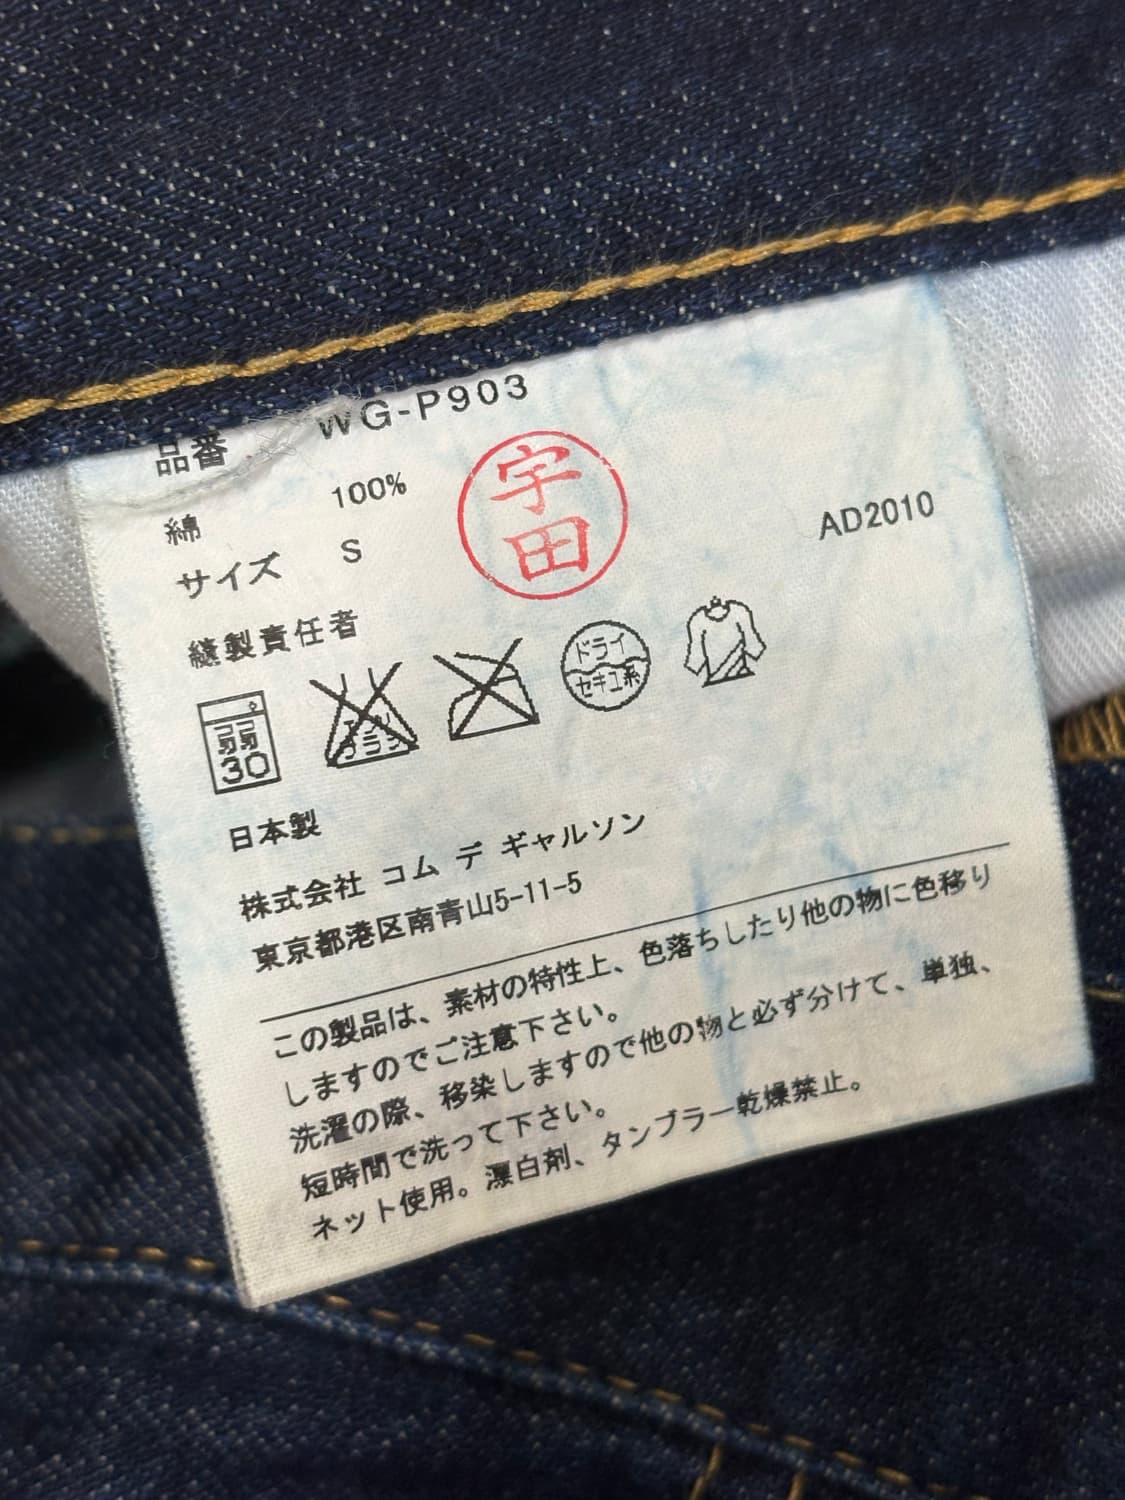 品番 WG-P903
綿 100%
サイズ S
宇田
AD2010
縫製責任者
弱
30
エンソ
サラシ
ドライ
セキユ系
日本製
株式会社 コム デ ギャルソン
東京都港区南青山5-11-5
この製品は、素材の特性上、色落ちしたり他の物に色移り
しますのでご注意下さい。
洗濯の際、移染しますので他の物と必ず分けて、単独、
短時間で洗って下さい。
ネット使用。漂白剤、タンブラー乾燥禁止。